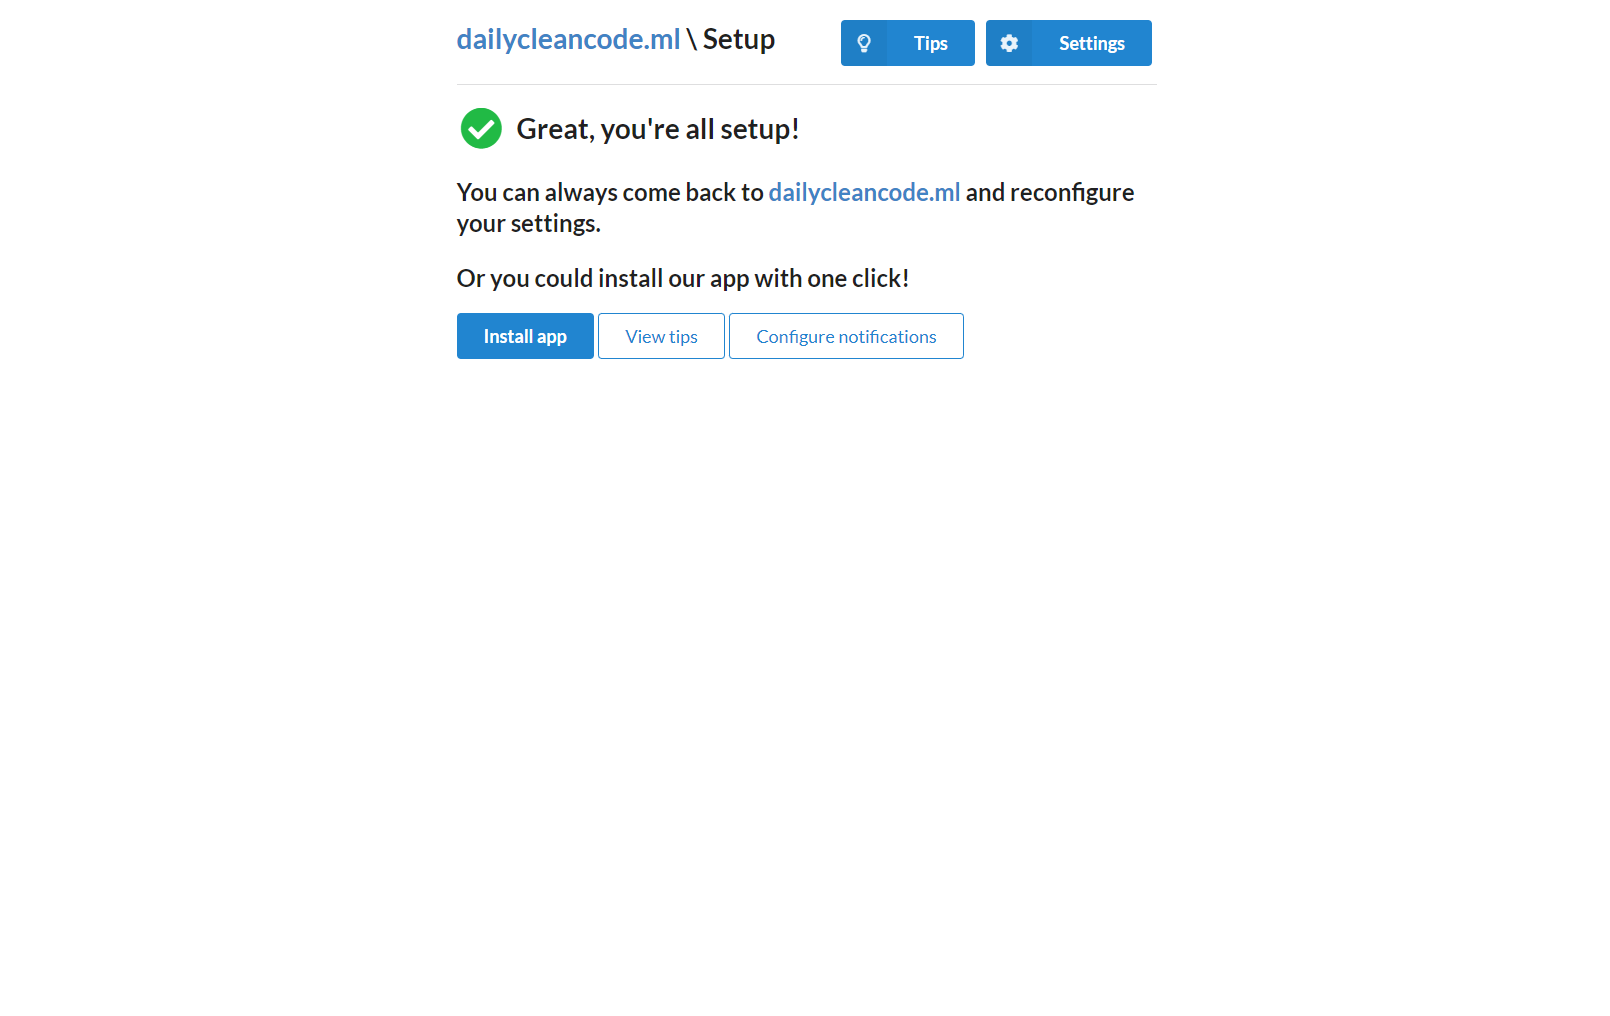 dailycleancode.ml \ Setup
Tips
Settings
Great, you're all setup!
You can always come back to dailycleancode.ml and reconfigure
your settings.
Or you could install our app with one click!
Install app
View tips
Configure notifications